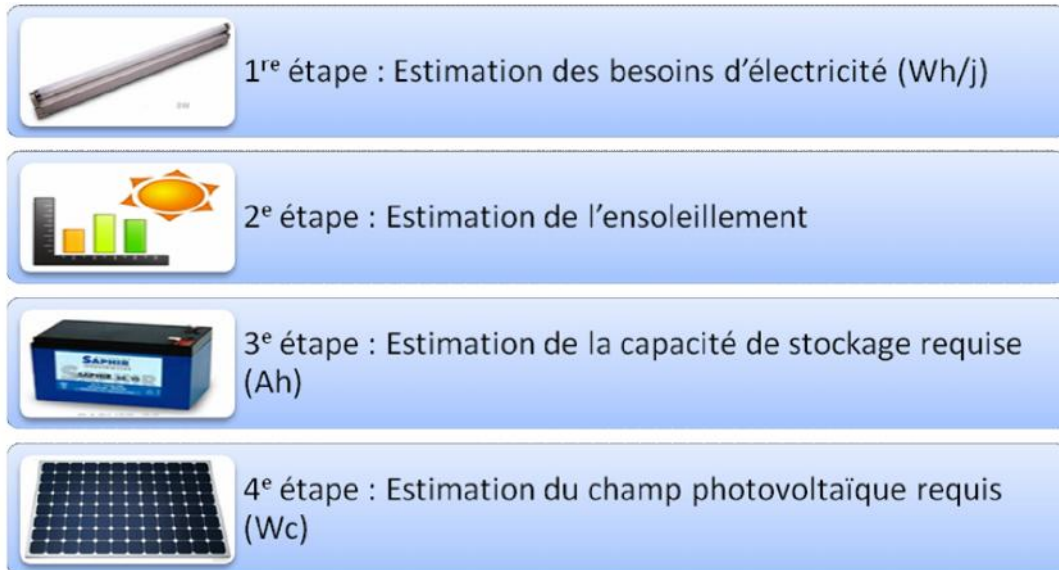 1re étape : Estimation des besoins d’électricité (Wh/j)
2e étape : Estimation de l’ensoleillement
3e étape : Estimation de la capacité de stockage requise
(Ah)
SAPHIR
4e étape : Estimation du champ photovoltaïque requis
(Wc)